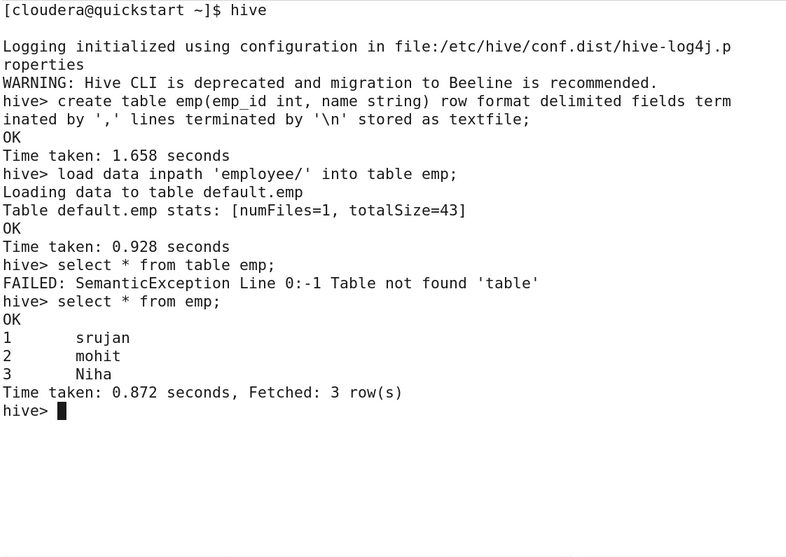 [cloudera@quickstart ~]$ hive
Logging initialized using configuration in file:/etc/hive/conf.dist/hive-log4j.p
roperties
WARNING: Hive CLI is deprecated and migration to Beeline is recommended.
hive> create table emp(emp_id int, name string) row format delimited fields term
inated by ',' lines terminated by '\n' stored as textfile;
OK
Time taken: 1.658 seconds
hive> load data inpath 'employee/' into table emp;
Loading data to table default.emp
Table default.emp stats: [numFiles=1, totalSize=43]
OK
Time taken: 0.928 seconds
hive> select * from table emp;
FAILED: SemanticException Line 0:-1 Table not found 'table'
hive> select * from emp;
OK
1       srujan
2       mohit
3       Niha
Time taken: 0.872 seconds, Fetched: 3 row(s)
hive>